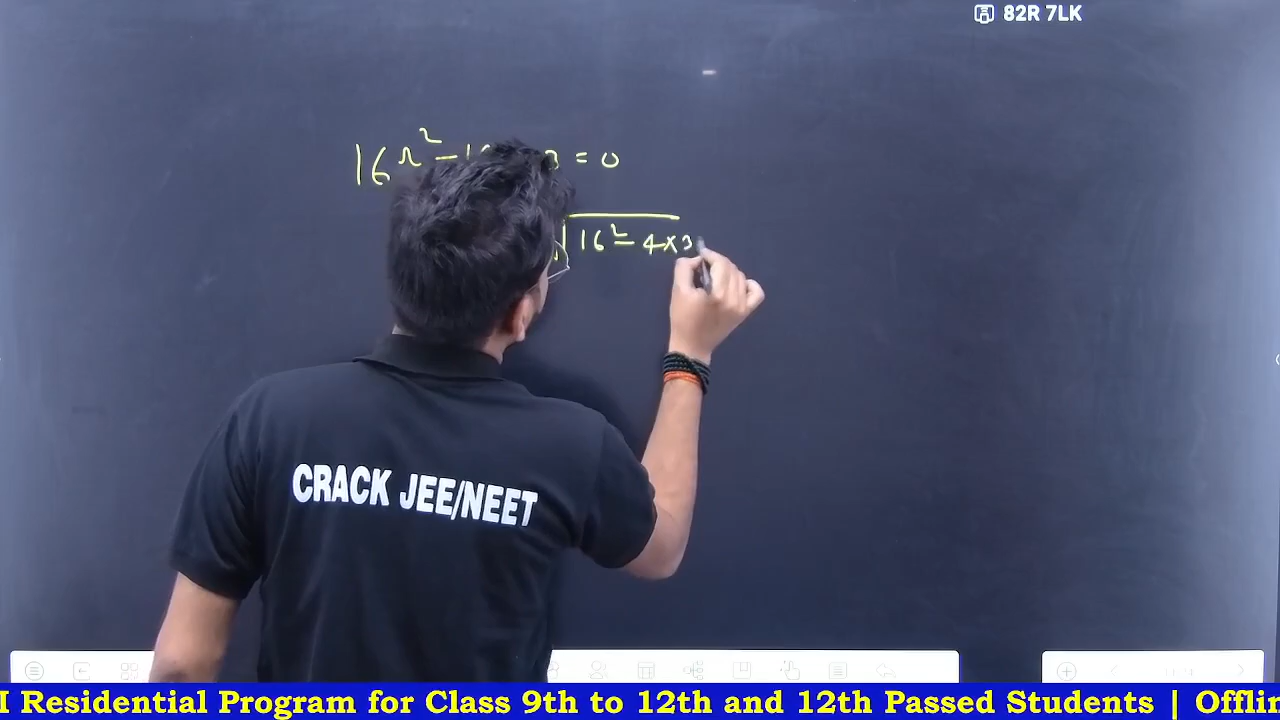 82R 7LK
16x² - 1 3 = 0
√16² - 4×3
CRACK JEE/NEET
I Residential Program for Class 9th to 12th and 12th Passed Students | Offlin